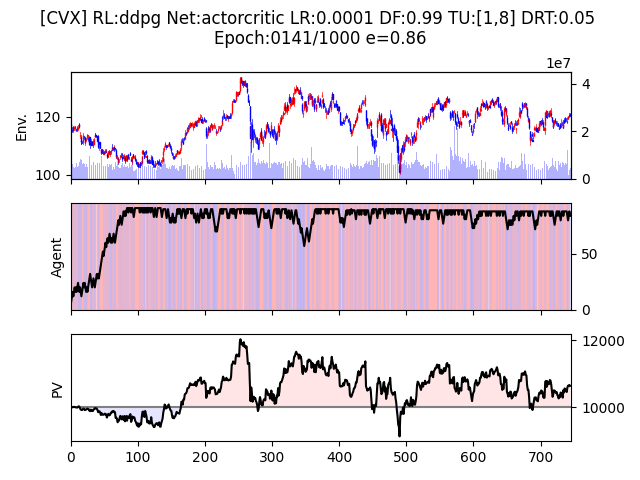 [CVX] RL:ddpg Net:actorcritic LR:0.0001 DF:0.99 TU:[1,8] DRT:0.05
Epoch:0141/1000 e=0.86
1e7
Env.
120
100
4
2
0
Agent
50
0
PV
12000
10000
0 100 200 300 400 500 600 700